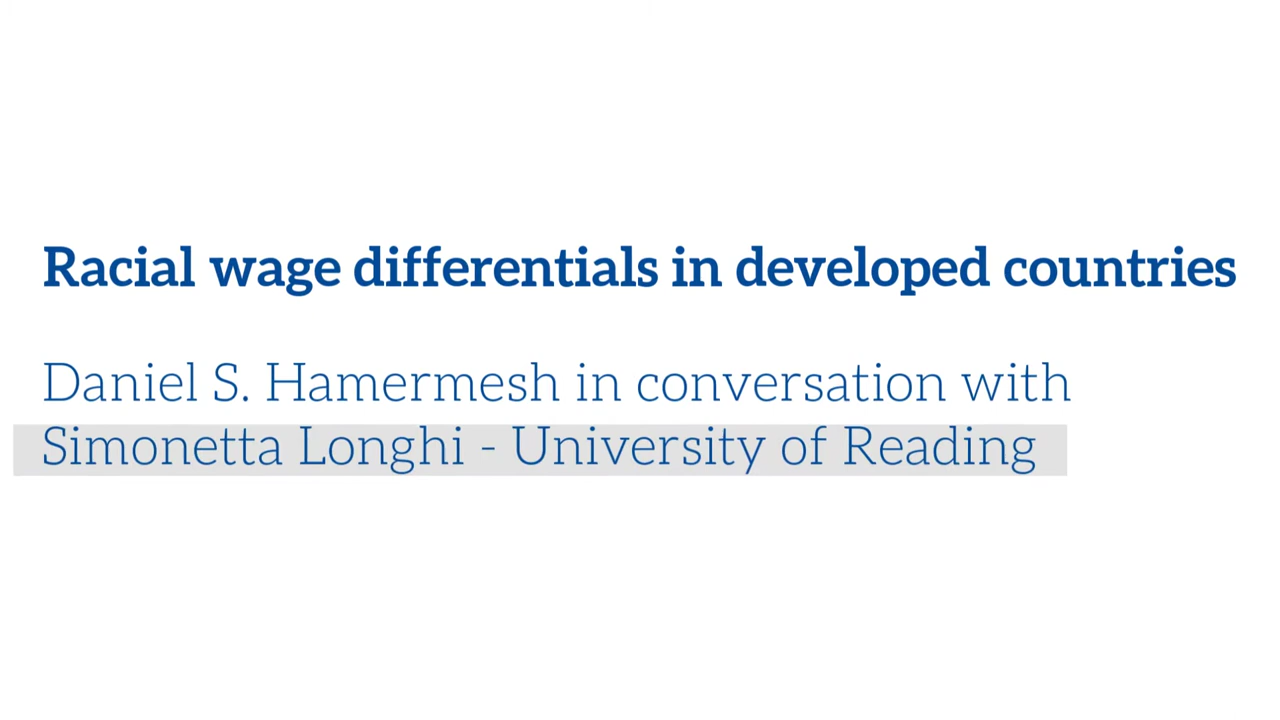 Racial wage differentials in developed countries
Daniel S. Hamermesh in conversation with
Simonetta Longhi - University of Reading